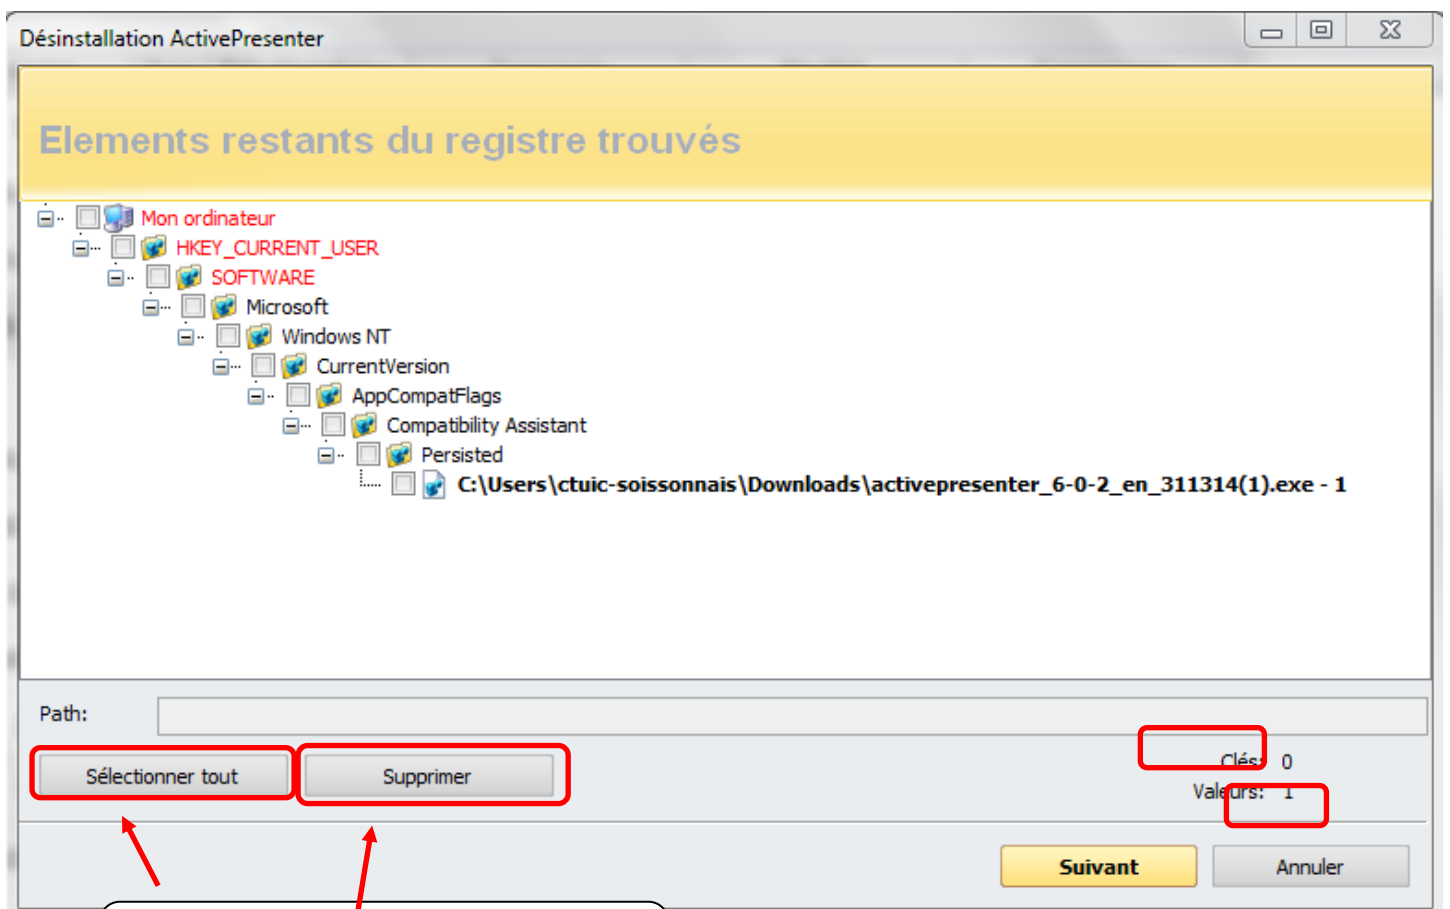 Désinstallation ActivePresenter
Elements restants du registre trouvés
Mon ordinateur
HKEY_CURRENT_USER
SOFTWARE
Microsoft
Windows NT
CurrentVersion
AppCompatFlags
Compatibility Assistant
Persisted
C:\Users\ctuic-soissonnais\Downloads\activepresenter_6-0-2_en_311314(1).exe - 1
Path:
Sélectionner tout
Supprimer
Clés: 0
Valeurs: 1
Suivant
Annuler